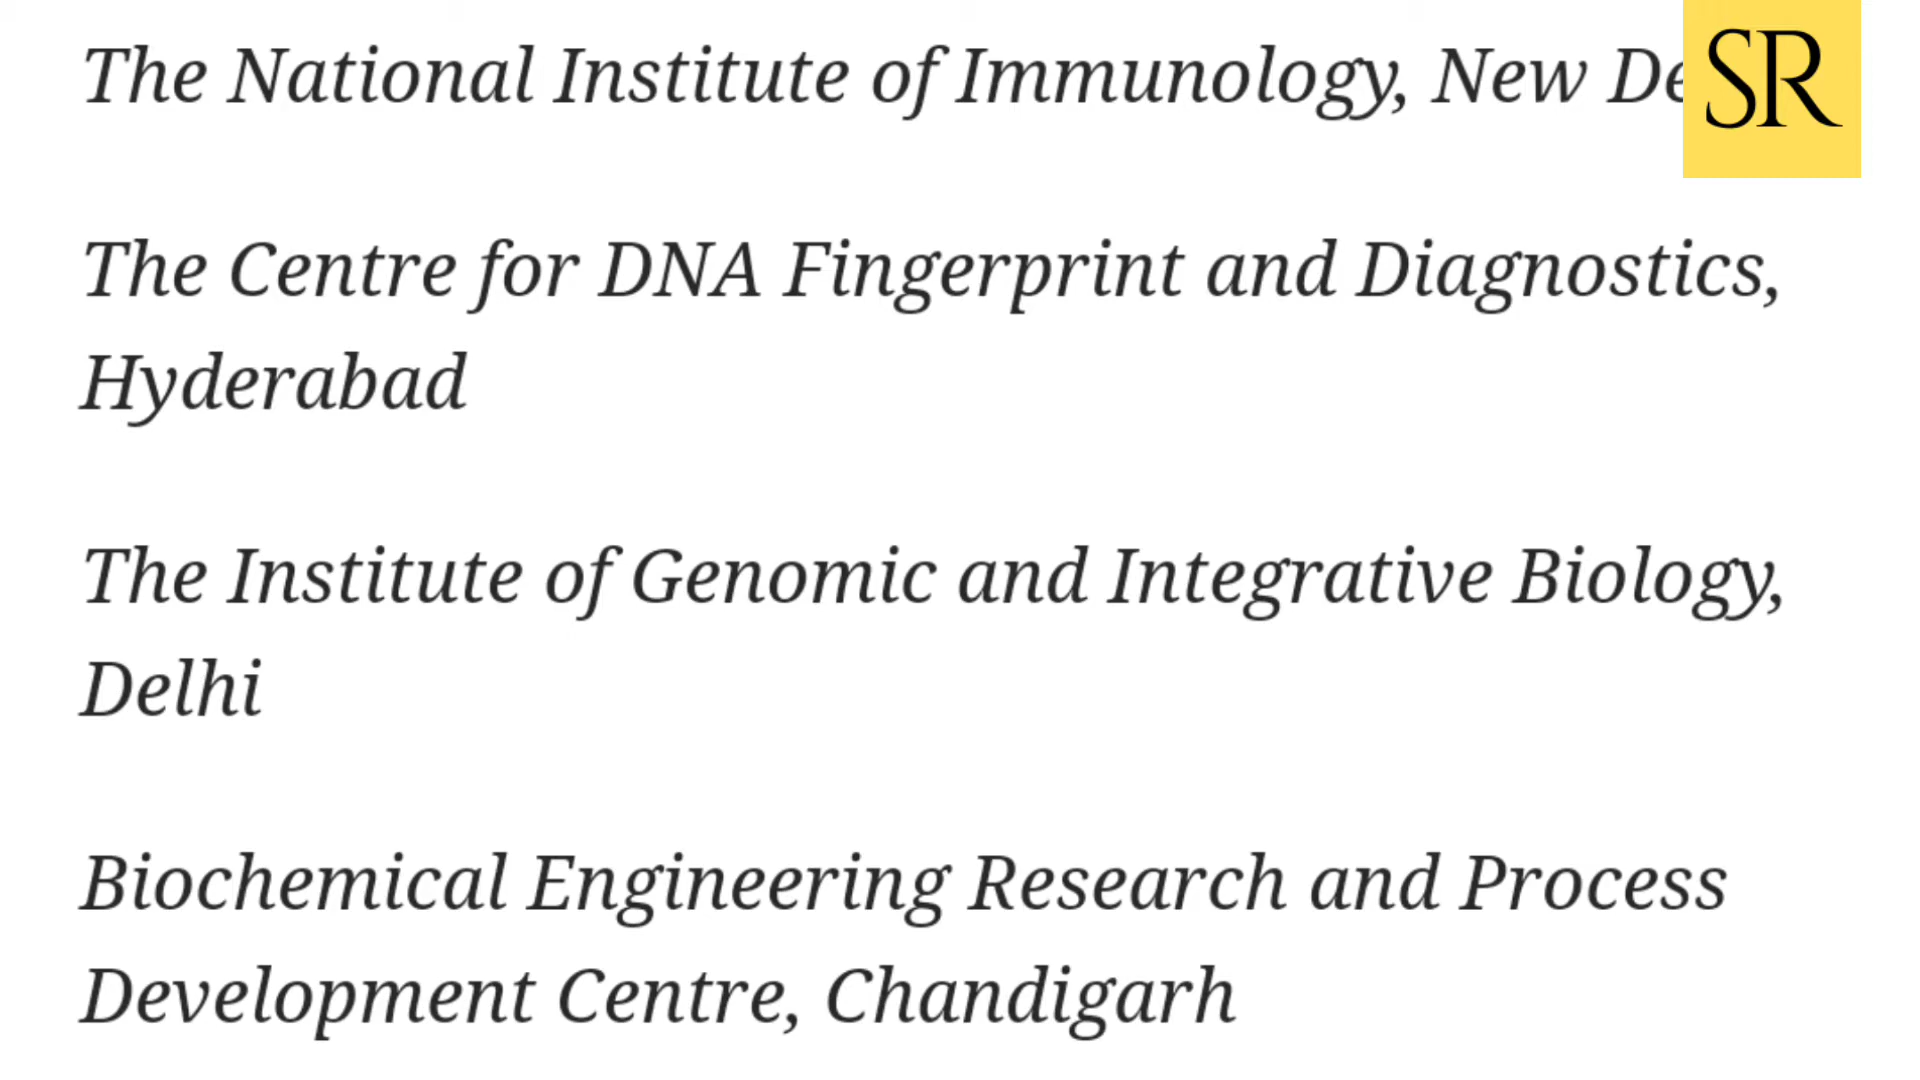 The National Institute of Immunology, New
SR
The Centre for DNA Fingerprint and Diagnostics,
Hyderabad
The Institute of Genomic and Integrative Biology,
Delhi
Biochemical Engineering Research and Process
Development Centre, Chandigarh